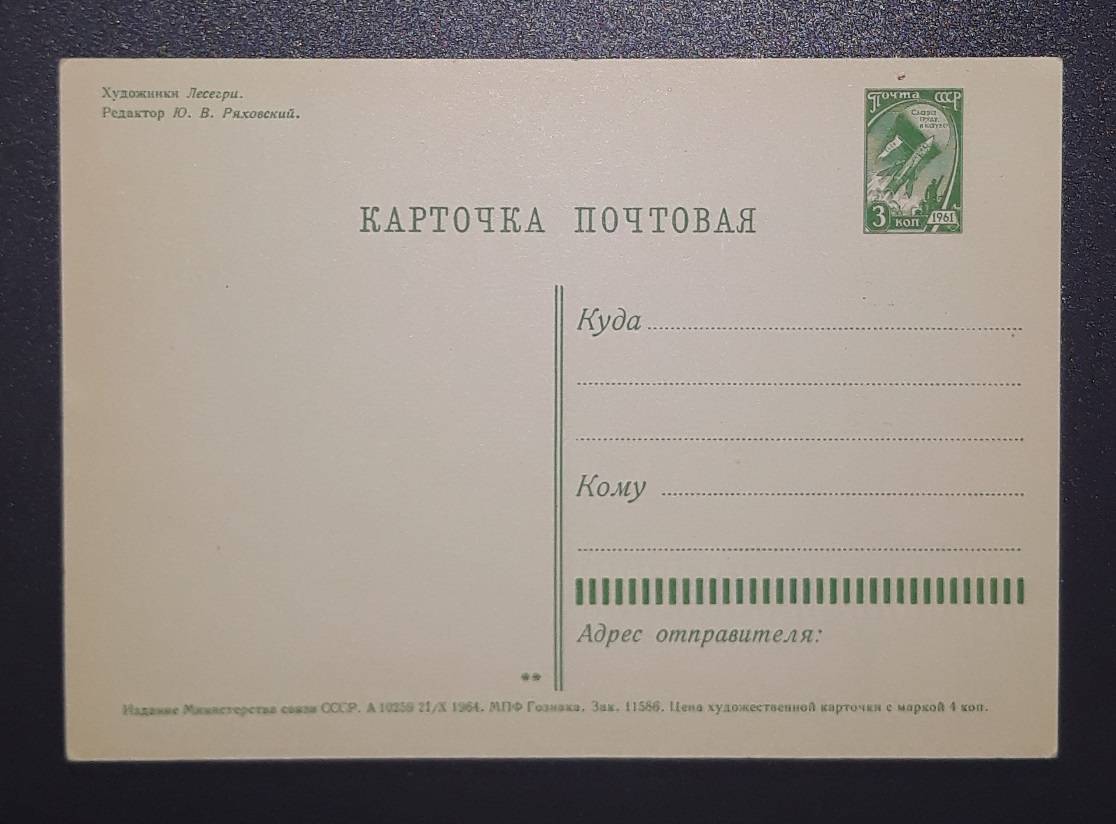 Художники Лесегри.
Редактор Ю. В. Ряховский.
Почта СССР
Слава
труду
и науке
3 коп 1961
КАРТОЧКА ПОЧТОВАЯ
Куда
Кому
Адрес отправителя:
**
Издание Министерства связи СССР. А 10259 21/X 1964. МПФ Гознака. Зак. 11586. Цена художественной карточки с маркой 4 коп.